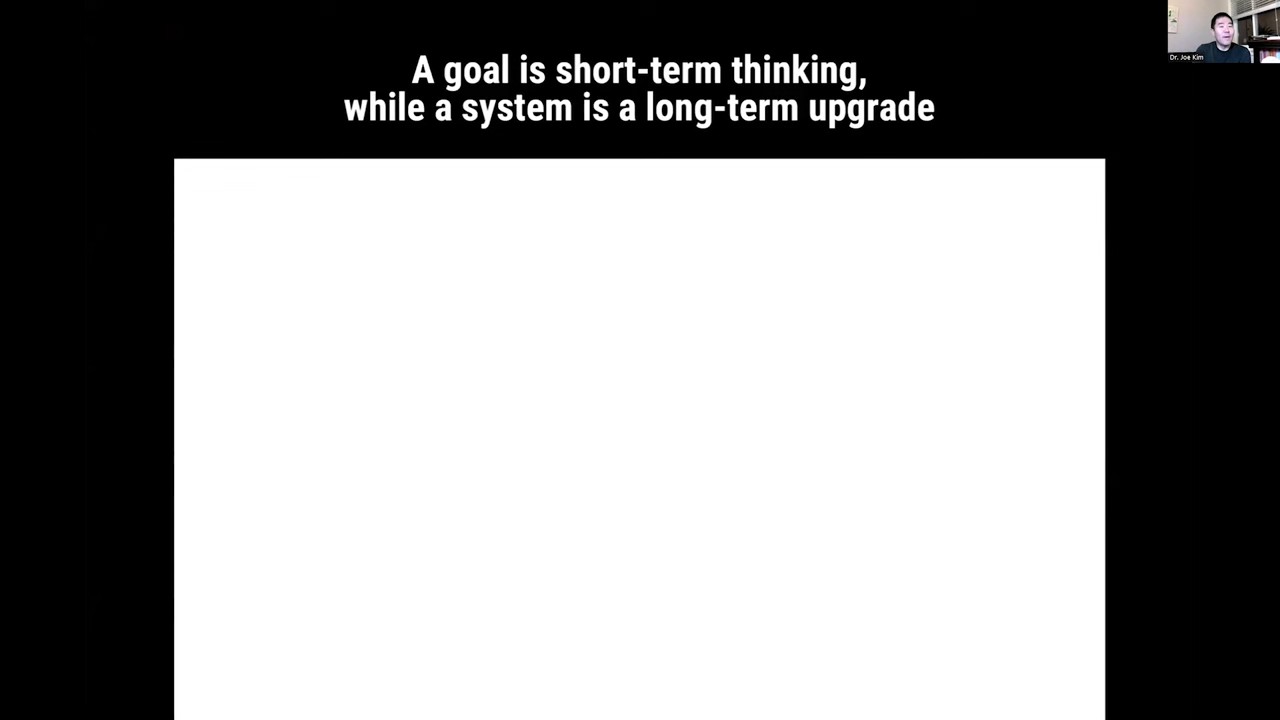 A goal is short-term thinking,
while a system is a long-term upgrade
Dr. Joe Kim